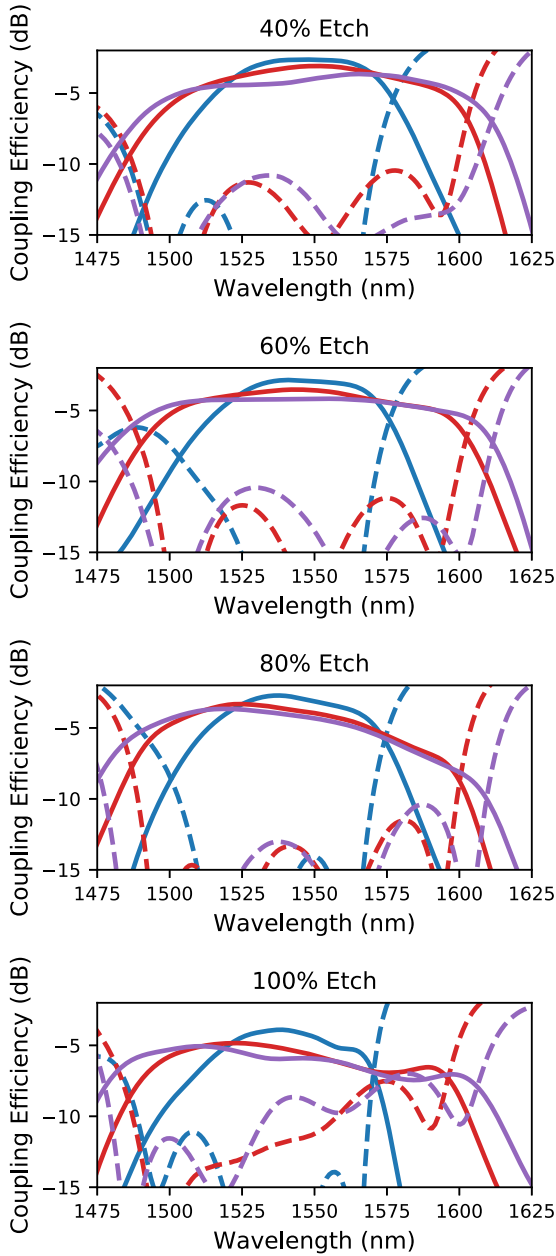 40% Etch
Coupling Efficiency (dB)
−5
−10
−15
1475 1500 1525 1550 1575 1600 1625
Wavelength (nm)
60% Etch
Coupling Efficiency (dB)
−5
−10
−15
1475 1500 1525 1550 1575 1600 1625
Wavelength (nm)
80% Etch
Coupling Efficiency (dB)
−5
−10
−15
1475 1500 1525 1550 1575 1600 1625
Wavelength (nm)
100% Etch
Coupling Efficiency (dB)
−5
−10
−15
1475 1500 1525 1550 1575 1600 1625
Wavelength (nm)